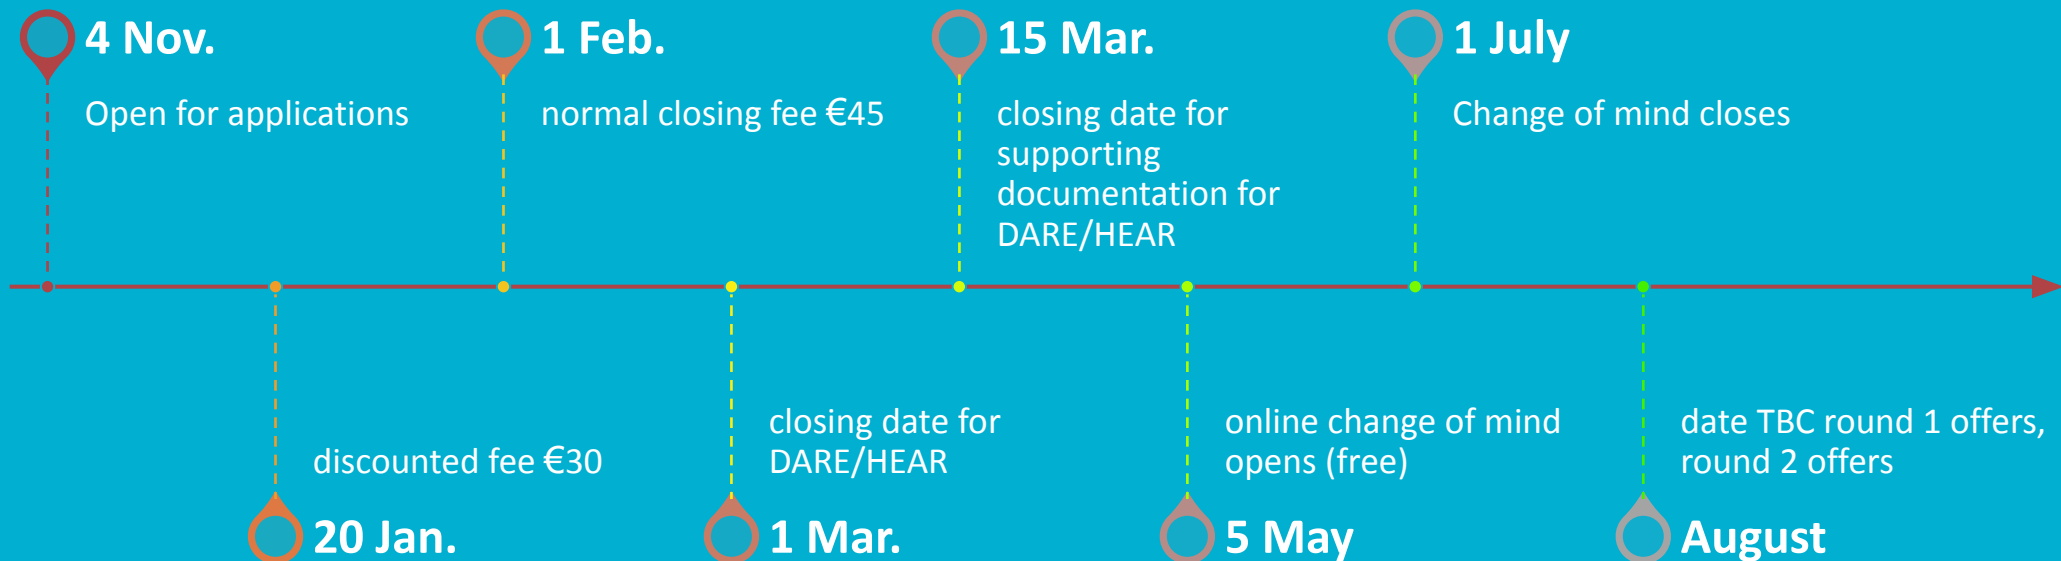 4 Nov.
Open for applications
discounted fee €30
20 Jan.
1 Feb.
normal closing fee €45
closing date for
DARE/HEAR
1 Mar.
15 Mar.
closing date for
supporting
documentation for
DARE/HEAR
online change of mind
opens (free)
5 May
1 July
Change of mind closes
date TBC round 1 offers,
round 2 offers
August